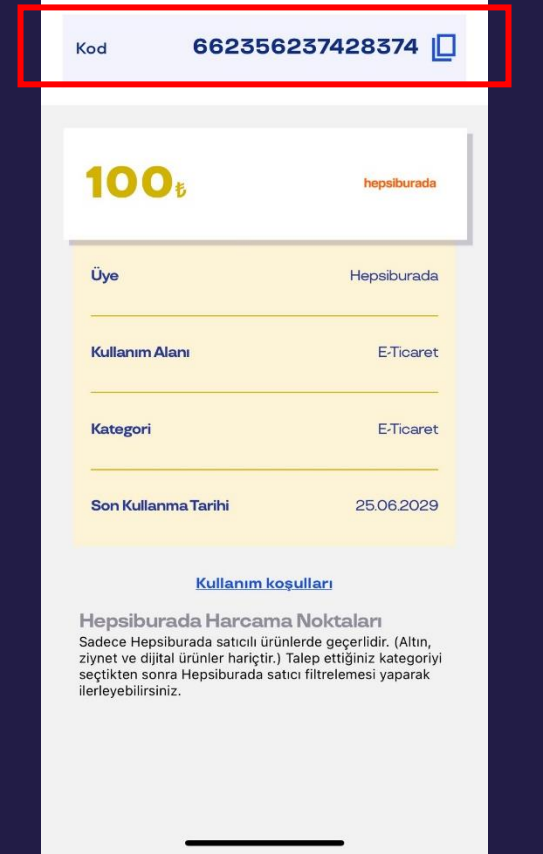 Kod 662356237428374
100₺ hepsiburada
Üye Hepsiburada
Kullanım Alanı E-Ticaret
Kategori E-Ticaret
Son Kullanma Tarihi 25.06.2029
Kullanım koşulları
Hepsiburada Harcama Noktaları
Sadece Hepsiburada satıcılı ürünlerde geçerlidir. (Altın,
ziynet ve dijital ürünler hariçtir.) Talep ettiğiniz kategoriyi
seçtikten sonra Hepsiburada satıcı filtrelemesi yaparak
ilerleyebilirsiniz.